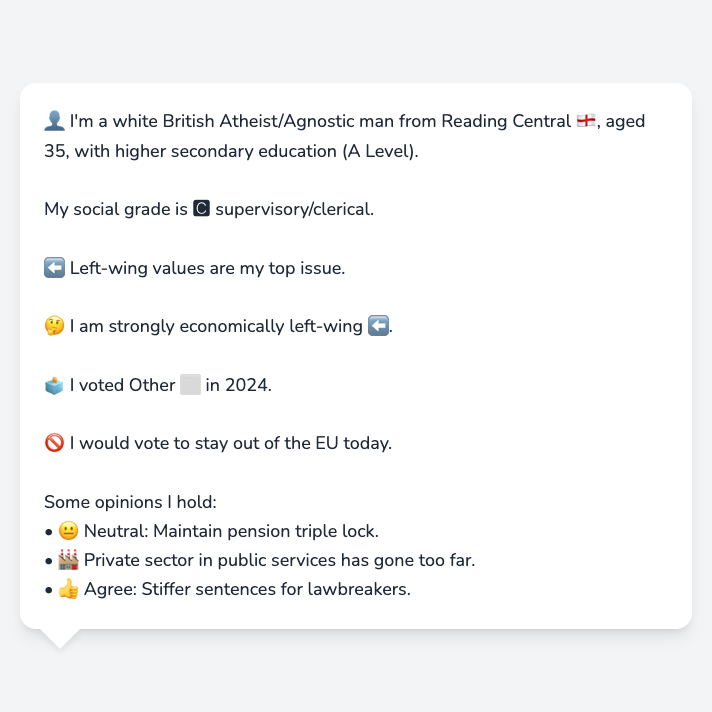 👤 I'm a white British Atheist/Agnostic man from Reading Central 🏴󠁧󠁢󠁥󠁮󠁧󠁿, aged
35, with higher secondary education (A Level).
My social grade is 🅲 supervisory/clerical.
⬅️ Left-wing values are my top issue.
🤔 I am strongly economically left-wing ⬅️.
🗳️ I voted Other ⬜ in 2024.
🚫 I would vote to stay out of the EU today.
Some opinions I hold:
• 😐 Neutral: Maintain pension triple lock.
• 🏭 Private sector in public services has gone too far.
• 👍 Agree: Stiffer sentences for lawbreakers.